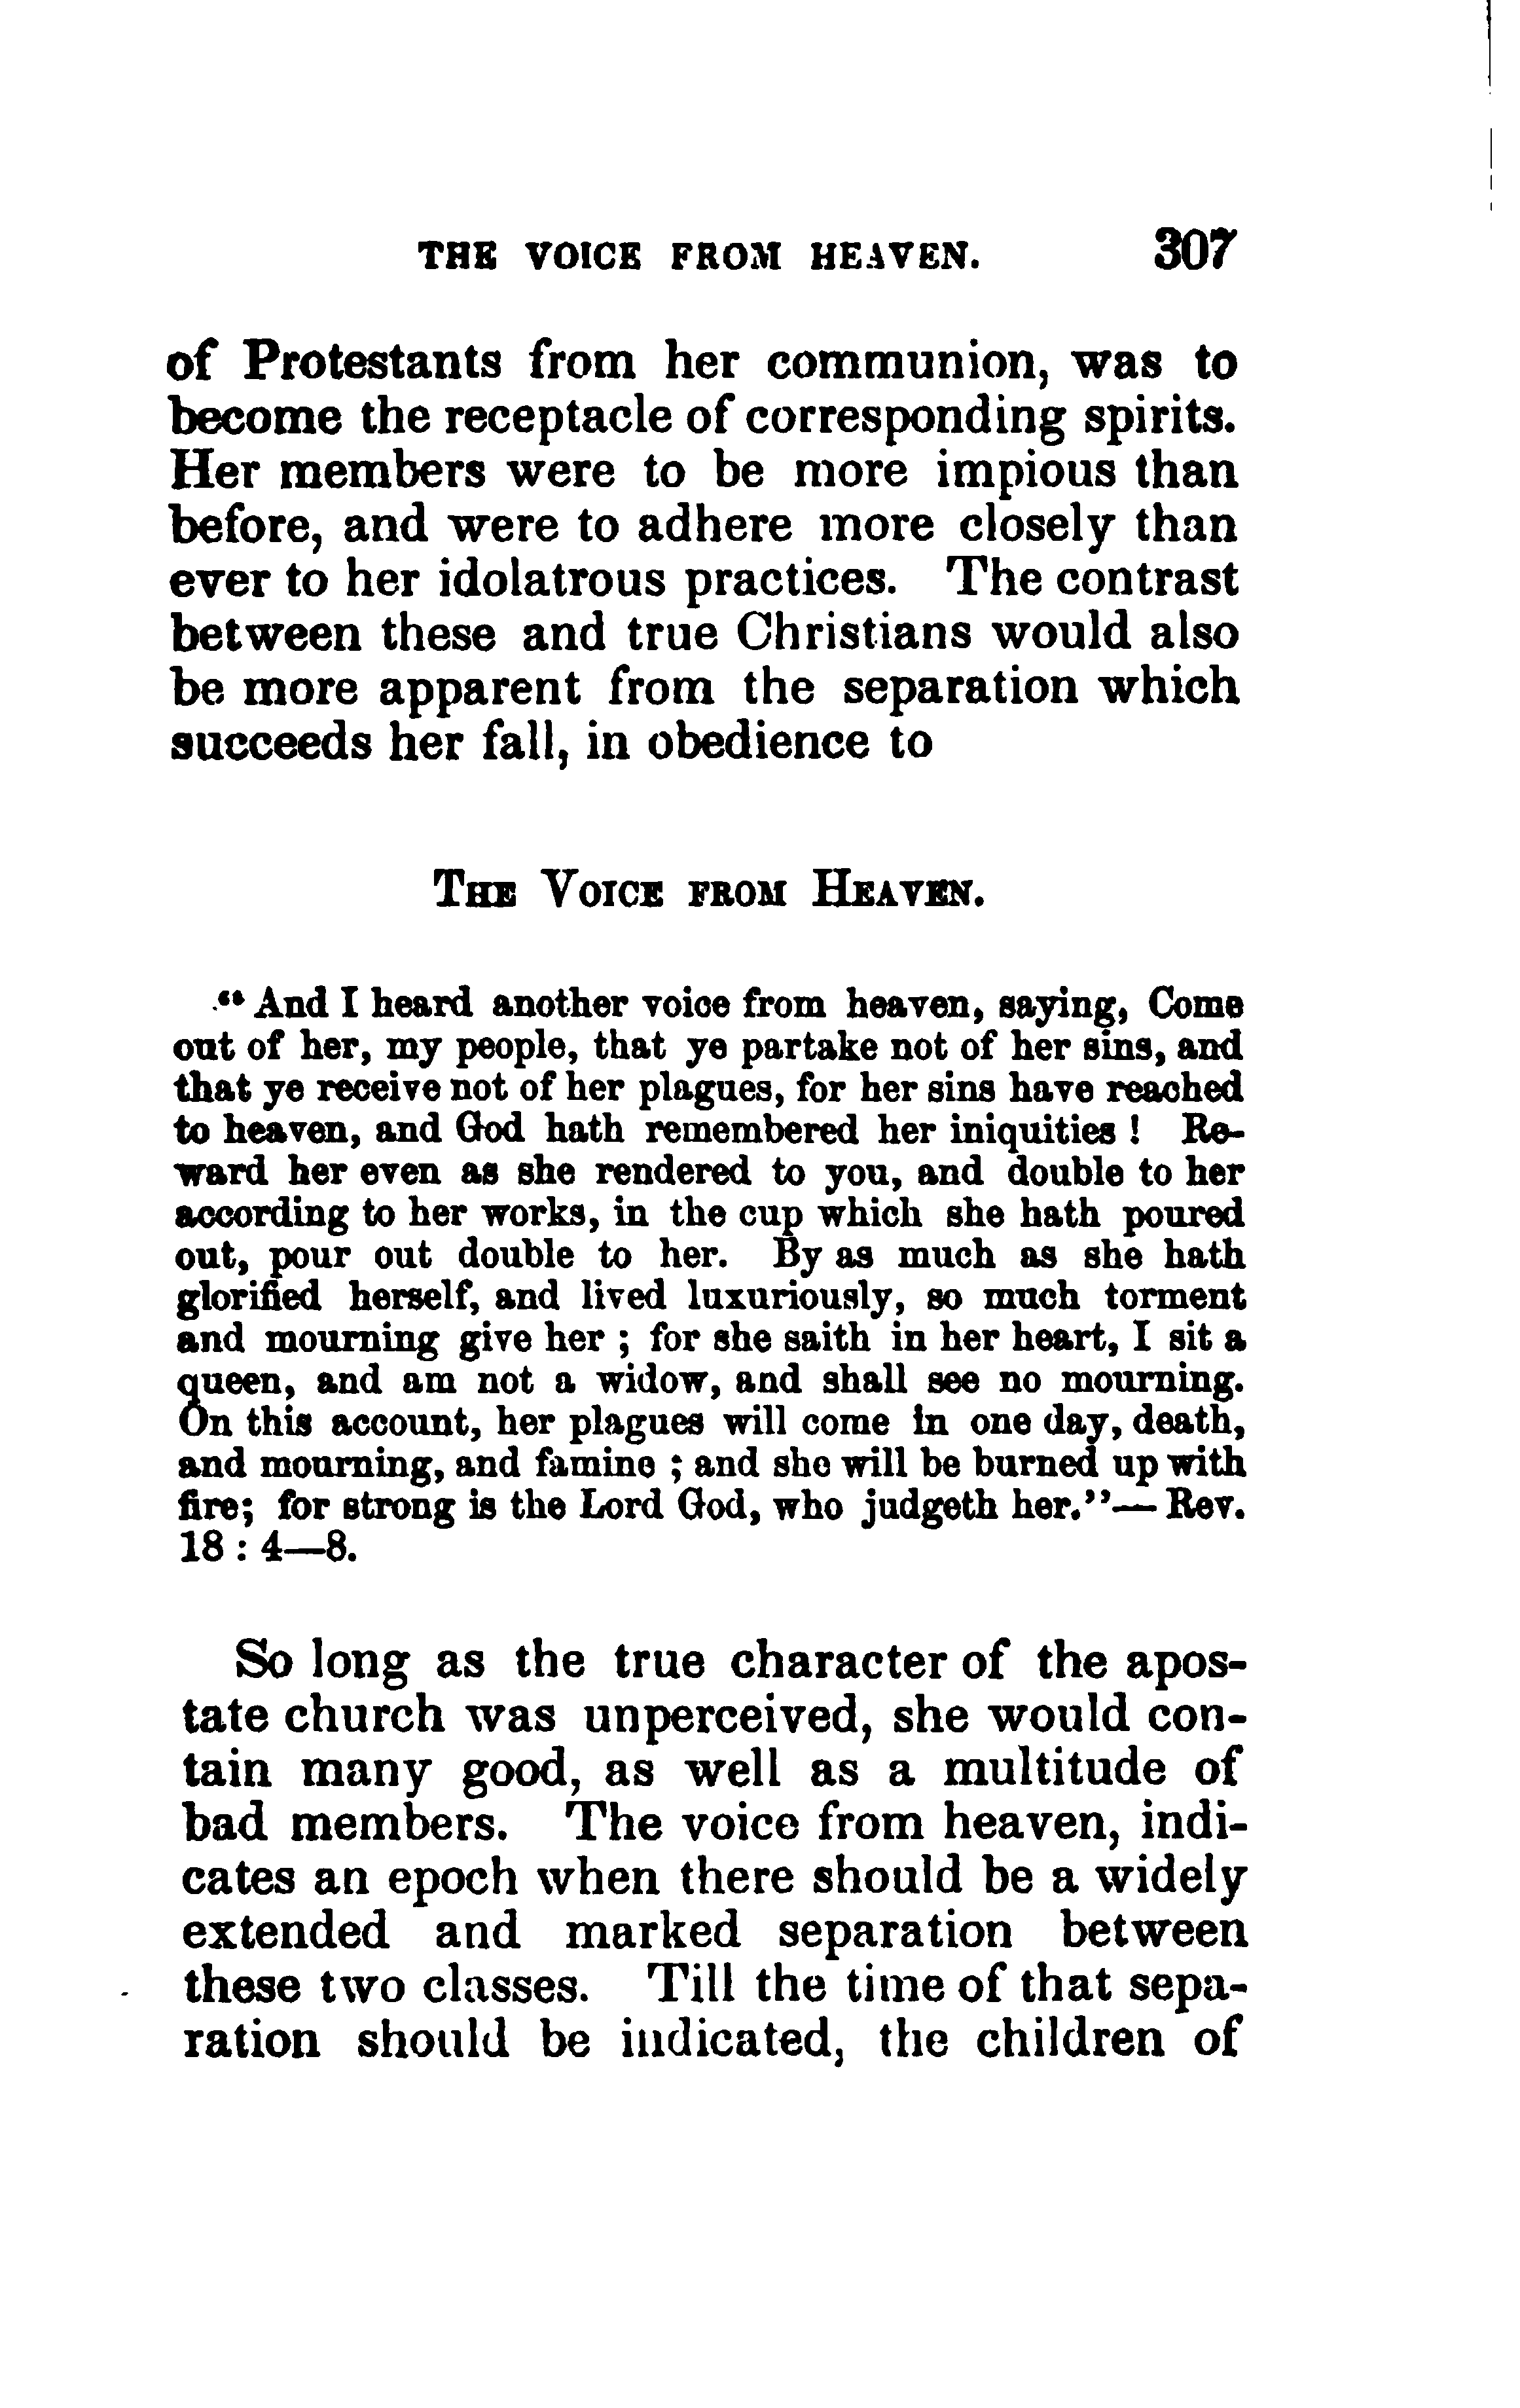 THE VOICE FROM HEAVEN. 307
of Protestants from her communion, was to
become the receptacle of corresponding spirits.
Her members were to be more impious than
before, and were to adhere more closely than
ever to her idolatrous practices. The contrast
between these and true Christians would also
be more apparent from the separation which
succeeds her fall, in obedience to
THE VOICE FROM HEAVEN.
"And I heard another voice from heaven, saying, Come
out of her, my people, that ye partake not of her sins, and
that ye receive not of her plagues, for her sins have reached
to heaven, and God hath remembered her iniquities ! Re-
ward her even as she rendered to you, and double to her
according to her works, in the cup which she hath poured
out, pour out double to her. By as much as she hath
glorified herself, and lived luxuriously, so much torment
and mourning give her ; for she saith in her heart, I sit a
queen, and am not a widow, and shall see no mourning.
On this account, her plagues will come in one day, death,
and mourning, and famine ; and she will be burned up with
fire; for strong is the Lord God, who judgeth her."— Rev.
18 : 4—8.
So long as the true character of the apos-
tate church was unperceived, she would con-
tain many good, as well as a multitude of
bad members. The voice from heaven, indi-
cates an epoch when there should be a widely
extended and marked separation between
these two classes. Till the time of that sepa-
ration should be indicated, the children of